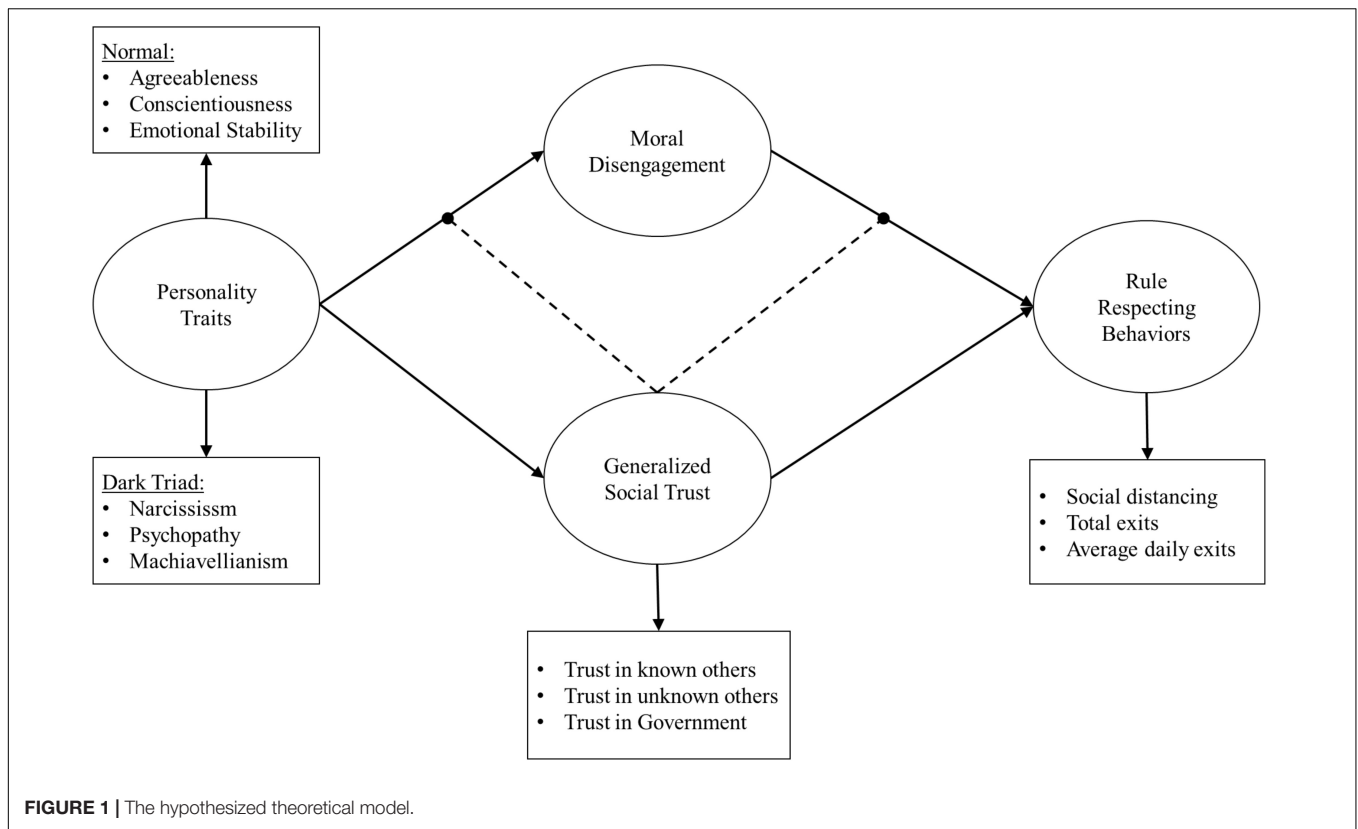 Normal:
• Agreeableness
• Conscientiousness
• Emotional Stability
Moral
Disengagement
Personality
Traits
Rule
Respecting
Behaviors
Dark Triad:
• Narcississm
• Psychopathy
• Machiavellianism
Generalized
Social Trust
• Social distancing
• Total exits
• Average daily exits
• Trust in known others
• Trust in unknown others
• Trust in Government
FIGURE 1 | The hypothesized theoretical model.